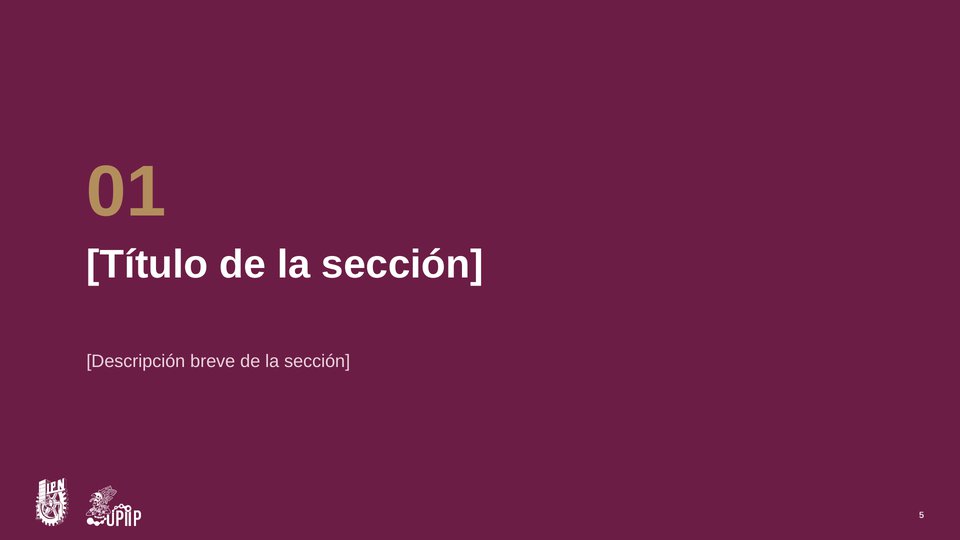 01
[Título de la sección]
[Descripción breve de la sección]
IPN
UPIIP
5